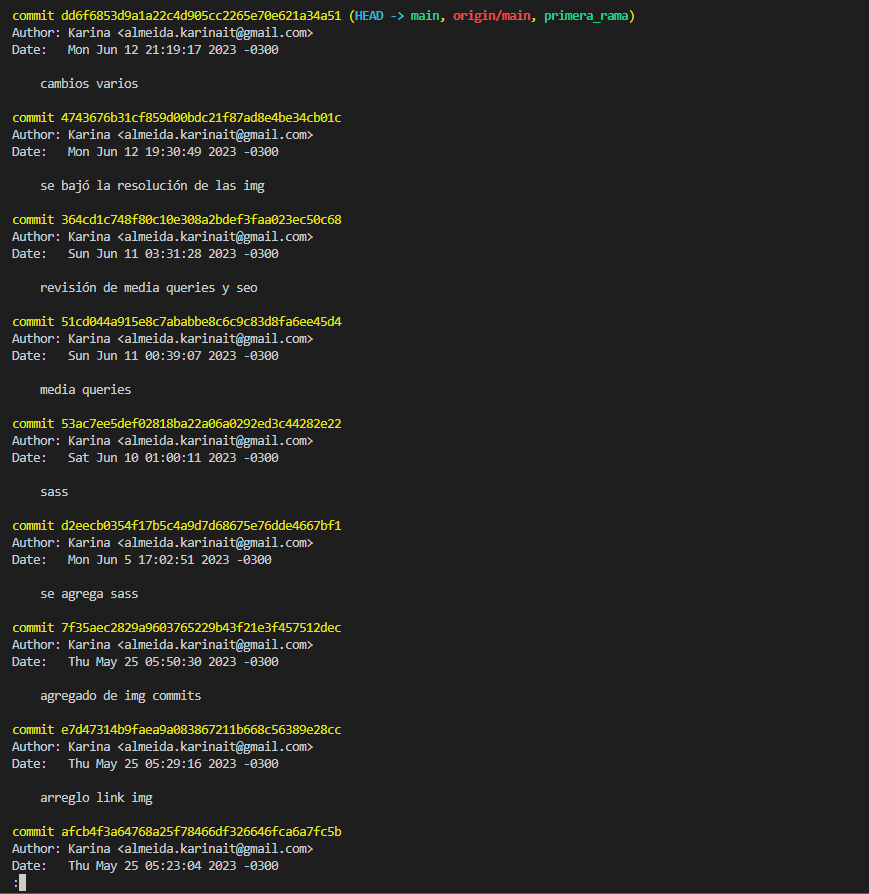 commit dd6f6853d9a1a22c4d905cc2265e70e621a34a51 (HEAD -> main, origin/main, primera_rama)
Author: Karina <almeida.karinait@gmail.com>
Date:   Mon Jun 12 21:19:17 2023 -0300
cambios varios
commit 4743676b31cf859d00bdc21f87ad8e4be34cb01c
Author: Karina <almeida.karinait@gmail.com>
Date:   Mon Jun 12 19:30:49 2023 -0300
se bajó la resolución de las img
commit 364cd1c748f80c10e308a2bdef3faa023ec50c68
Author: Karina <almeida.karinait@gmail.com>
Date:   Sun Jun 11 03:31:28 2023 -0300
revisión de media queries y seo
commit 51cd044a915e8c7ababbe8c6c9c83d8fa6ee45d4
Author: Karina <almeida.karinait@gmail.com>
Date:   Sun Jun 11 00:39:07 2023 -0300
media queries
commit 53ac7ee5def02818ba22a06a0292ed3c44282e22
Author: Karina <almeida.karinait@gmail.com>
Date:   Sat Jun 10 01:00:11 2023 -0300
sass
commit d2eecb0354f17b5c4a9d7d68675e76dde4667bf1
Author: Karina <almeida.karinait@gmail.com>
Date:   Mon Jun 5 17:02:51 2023 -0300
se agrega sass
commit 7f35aec2829a9603765229b43f21e3f457512dec
Author: Karina <almeida.karinait@gmail.com>
Date:   Thu May 25 05:50:30 2023 -0300
agregado de img commits
commit e7d47314b9faea9a083867211b668c56389e28cc
Author: Karina <almeida.karinait@gmail.com>
Date:   Thu May 25 05:29:16 2023 -0300
arreglo link img
commit afcb4f3a64768a25f78466df326646fca6a7fc5b
Author: Karina <almeida.karinait@gmail.com>
Date:   Thu May 25 05:23:04 2023 -0300
: